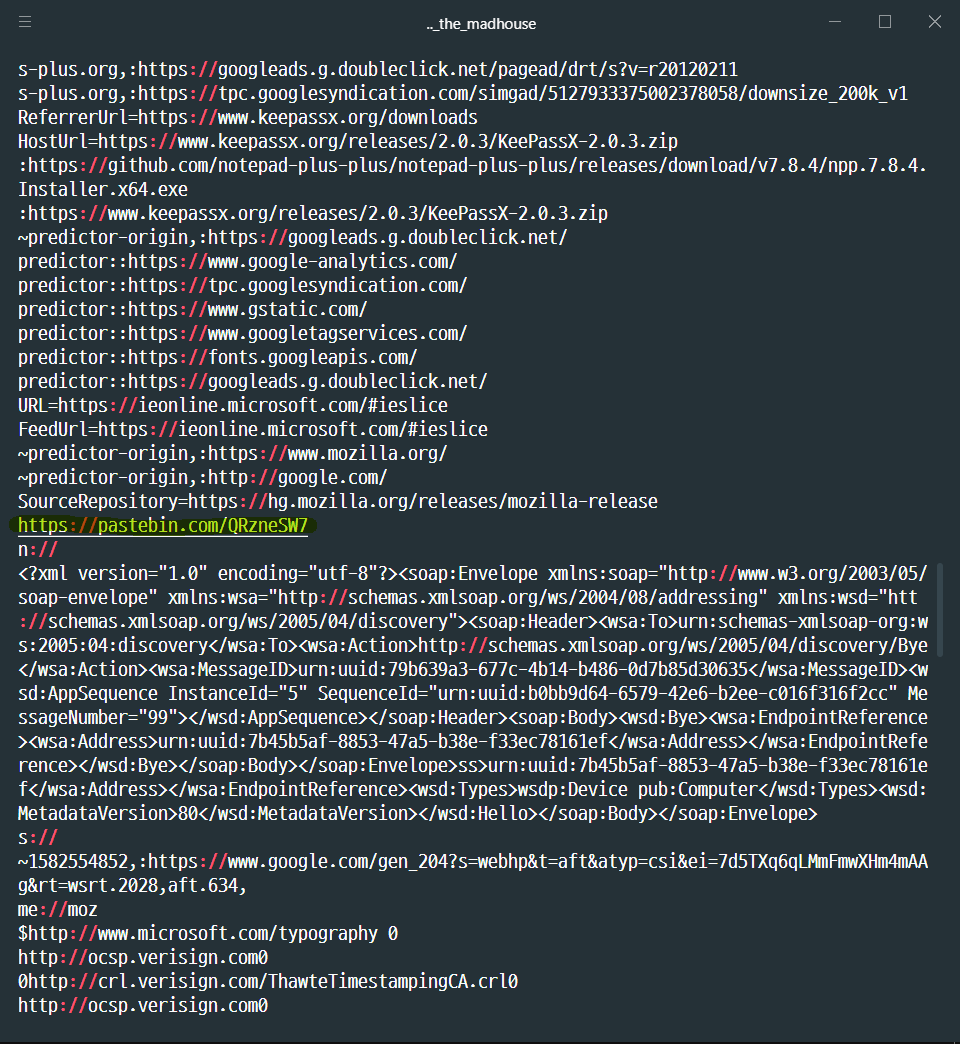 .._the_madhouse
s-plus.org,:https://googleads.g.doubleclick.net/pagead/drt/s?v=r20120211
s-plus.org,:https://tpc.googlesyndication.com/simgad/5127933375002378058/downsize_200k_v1
ReferrerUrl=https://www.keepassx.org/downloads
HostUrl=https://www.keepassx.org/releases/2.0.3/KeePassX-2.0.3.zip
:https://github.com/notepad-plus-plus/notepad-plus-plus/releases/download/v7.8.4/npp.7.8.4.
Installer.x64.exe
:https://www.keepassx.org/releases/2.0.3/KeePassX-2.0.3.zip
~predictor-origin,:https://googleads.g.doubleclick.net/
predictor::https://www.google-analytics.com/
predictor::https://tpc.googlesyndication.com/
predictor::https://www.gstatic.com/
predictor::https://www.googletagservices.com/
predictor::https://fonts.googleapis.com/
predictor::https://googleads.g.doubleclick.net/
URL=https://ieonline.microsoft.com/#ieslice
FeedUrl=https://ieonline.microsoft.com/#ieslice
~predictor-origin,:https://www.mozilla.org/
~predictor-origin,:http://google.com/
SourceRepository=https://hg.mozilla.org/releases/mozilla-release
https://pastebin.com/QRzneSW7
n://
<?xml version="1.0" encoding="utf-8"?><soap:Envelope xmlns:soap="http://www.w3.org/2003/05/
soap-envelope" xmlns:wsa="http://schemas.xmlsoap.org/ws/2004/08/addressing" xmlns:wsd="htt
://schemas.xmlsoap.org/ws/2005/04/discovery"><soap:Header><wsa:To>urn:schemas-xmlsoap-org:w
s:2005:04:discovery</wsa:To><wsa:Action>http://schemas.xmlsoap.org/ws/2005/04/discovery/Bye
</wsa:Action><wsa:MessageID>urn:uuid:79b639a3-677c-4b14-b486-0d7b85d30635</wsa:MessageID><w
sd:AppSequence InstanceId="5" SequenceId="urn:uuid:b0bb9d64-6579-42e6-b2ee-c016f316f2cc" Me
ssageNumber="99"></wsd:AppSequence></soap:Header><soap:Body><wsd:Bye><wsa:EndpointReference
><wsa:Address>urn:uuid:7b45b5af-8853-47a5-b38e-f33ec78161ef</wsa:Address></wsa:EndpointRefe
rence></wsd:Bye></soap:Body></soap:Envelope>ss>urn:uuid:7b45b5af-8853-47a5-b38e-f33ec78161e
f</wsa:Address></wsa:EndpointReference><wsd:Types>wsdp:Device pub:Computer</wsd:Types><wsd:
MetadataVersion>80</wsd:MetadataVersion></wsd:Hello></soap:Body></soap:Envelope>
s://
~1582554852,:https://www.google.com/gen_204?s=webhp&t=aft&atyp=csi&ei=7d5TXq6qLMmFmwXHm4mAA
g&rt=wsrt.2028,aft.634,
me://moz
$http://www.microsoft.com/typography 0
http://ocsp.verisign.com0
0http://crl.verisign.com/ThawteTimestampingCA.crl0
http://ocsp.verisign.com0